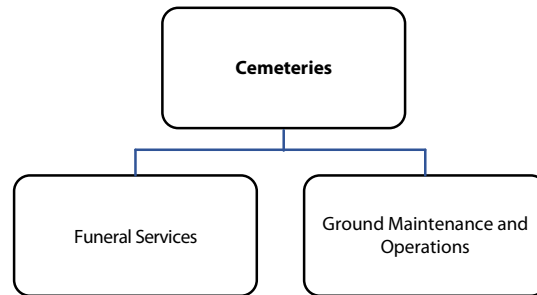 Cemeteries
Funeral Services
Ground Maintenance and
Operations